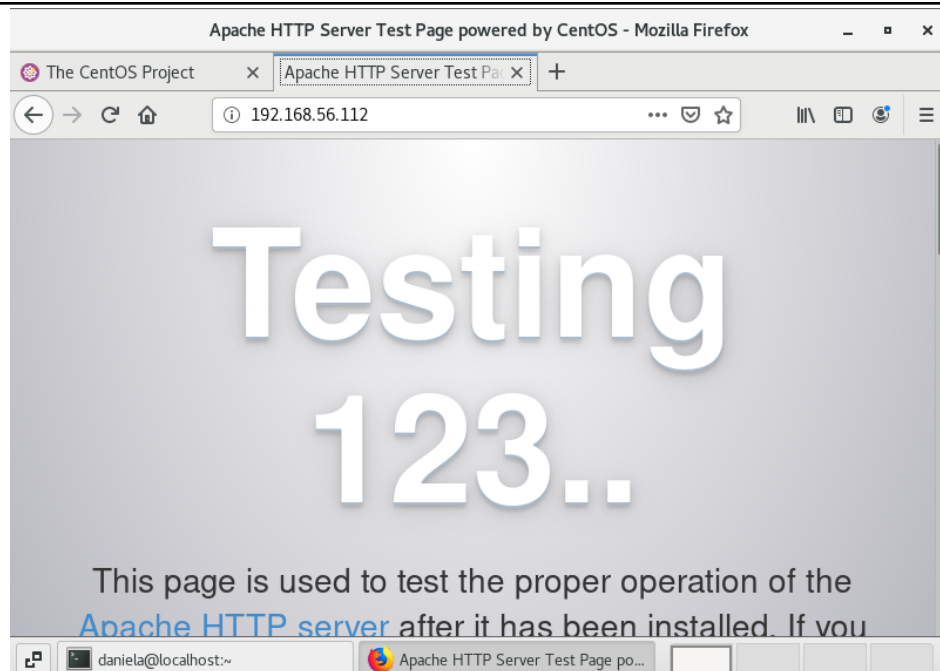 Apache HTTP Server Test Page powered by CentOS - Mozilla Firefox
The CentOS Project
Apache HTTP Server Test Pac
192.168.56.112
Testing
123..
This page is used to test the proper operation of the
Apache HTTP server after it has been installed. If you
daniela@localhost:~
Apache HTTP Server Test Page po...